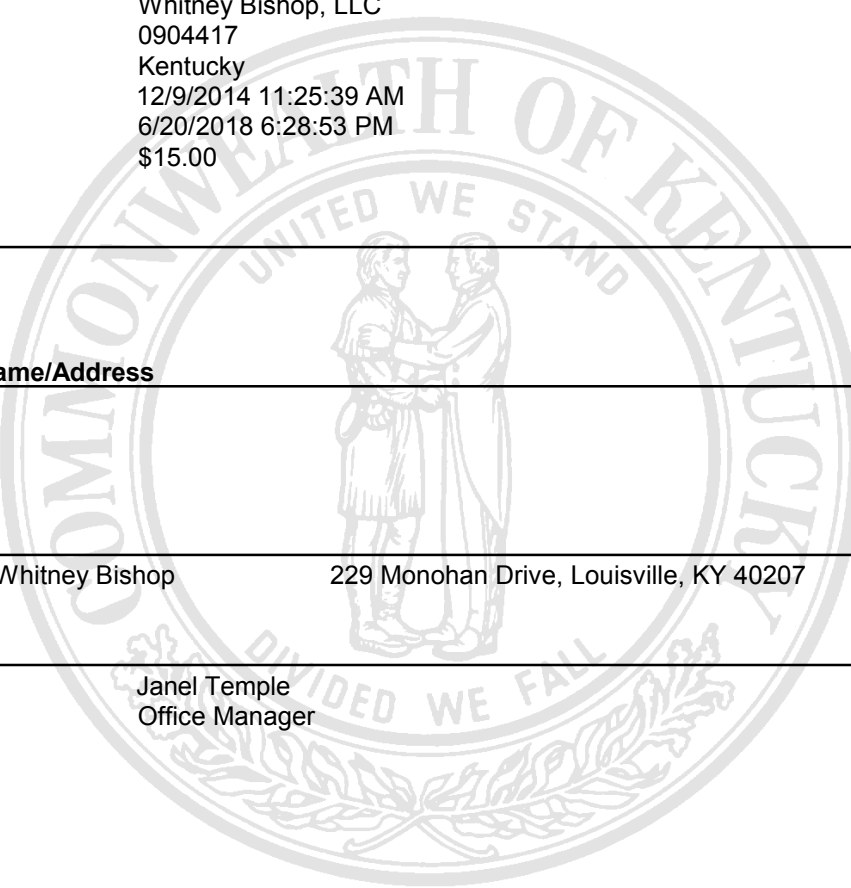 Whitney Bishop, LLC
0904417
Kentucky
12/9/2014 11:25:39 AM
6/20/2018 6:28:53 PM
$15.00
COMMONWEALTH OF KENTUCKY
UNITED WE STAND
ame/Address
Whitney Bishop 229 Monohan Drive, Louisville, KY 40207
DIVIDED WE FALL
Janel Temple
Office Manager